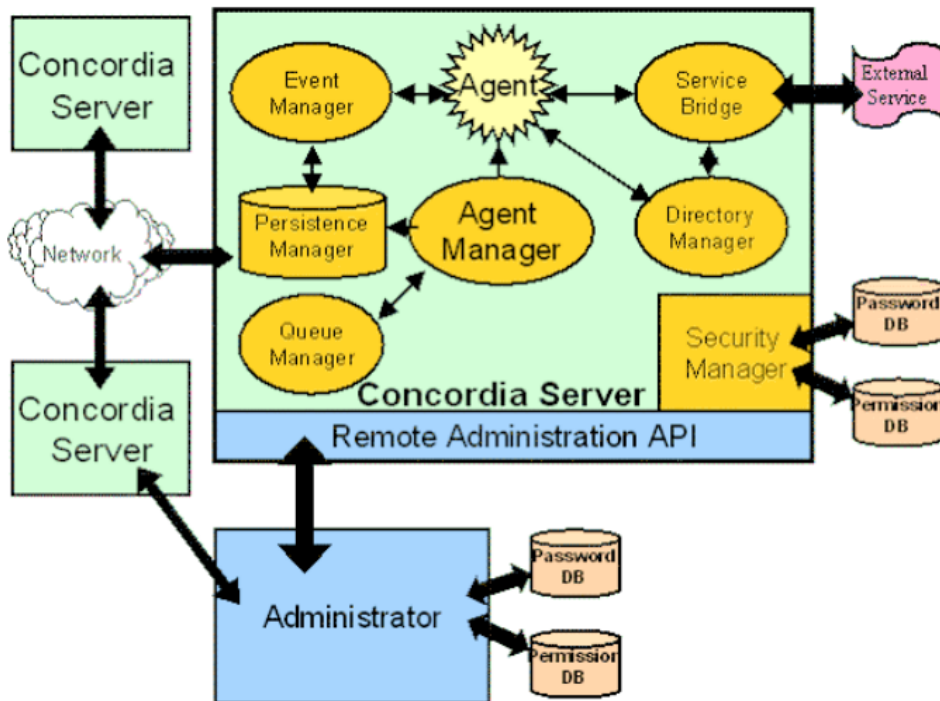 Concordia
Server
Event
Manager
Agent
Service
Bridge
External
Service
Network
Persistence
Manager
Agent
Manager
Directory
Manager
Queue
Manager
Security
Manager
Password
DB
Permission
DB
Concordia Server
Remote Administration API
Concordia
Server
Administrator
Password
DB
Permission
DB